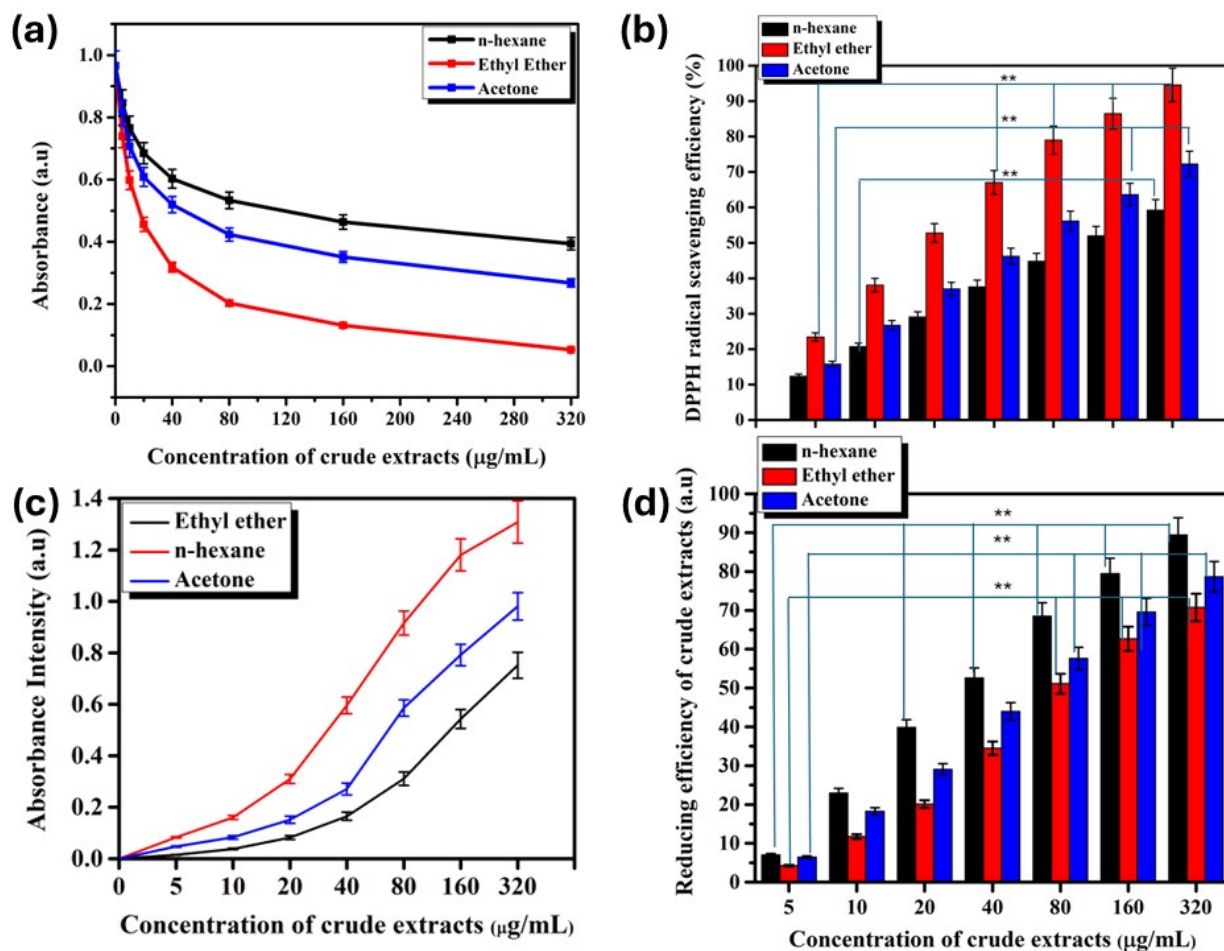 (a)
n-hexane
Ethyl Ether
Acetone
Absorbance (a.u)
1.0
0.8
0.6
0.4
0.2
0.0
0 40 80 120 160 200 240 280 320
Concentration of crude extracts (μg/mL)
(b)
n-hexane
Ethyl ether
Acetone
DPPH radical scavenging efficiency (%)
100
90
80
70
60
50
40
30
20
10
0
**
**
**
(c)
Ethyl ether
n-hexane
Acetone
Absorbance Intensity (a.u)
1.4
1.2
1.0
0.8
0.6
0.4
0.2
0.0
0 5 10 20 40 80 160 320
Concentration of crude extracts (μg/mL)
(d)
n-hexane
Ethyl ether
Acetone
Reducing efficiency of crude extracts (a.u)
100
90
80
70
60
50
40
30
20
10
0
**
**
**
5 10 20 40 80 160 320
Concentration of crude extracts (μg/mL)